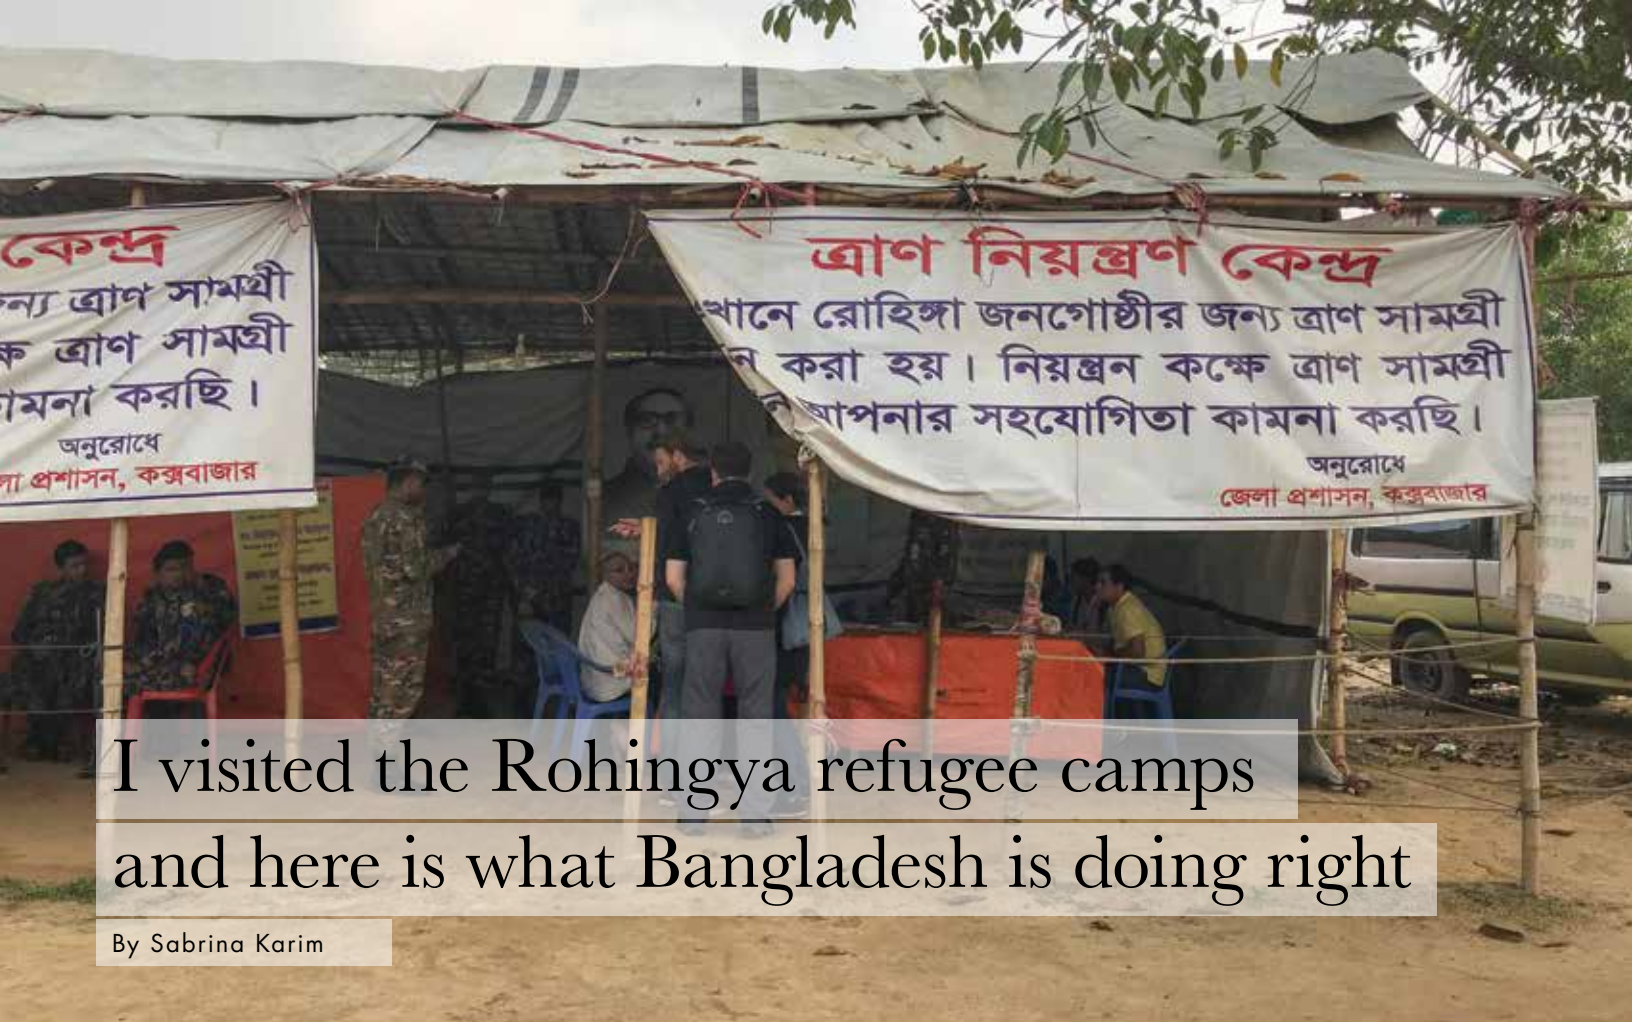 কেন্দ্র
ত্রাণ সামগ্রী
ত্রাণ সামগ্রী
করছি।
অনুরোধে
প্রশাসন, কক্সবাজার
ত্রাণ নিয়ন্ত্রণ কেন্দ্র
রোহিঙ্গা জনগোষ্ঠীর জন্য ত্রাণ সামগ্রী
করা হয়। নিয়ন্ত্রন কক্ষে ত্রাণ সামগ্রী
আপনার সহযোগিতা কামনা করছি।
অনুরোধে
জেলা প্রশাসন, কক্সবাজার
I visited the Rohingya refugee camps
and here is what Bangladesh is doing right
By Sabrina Karim